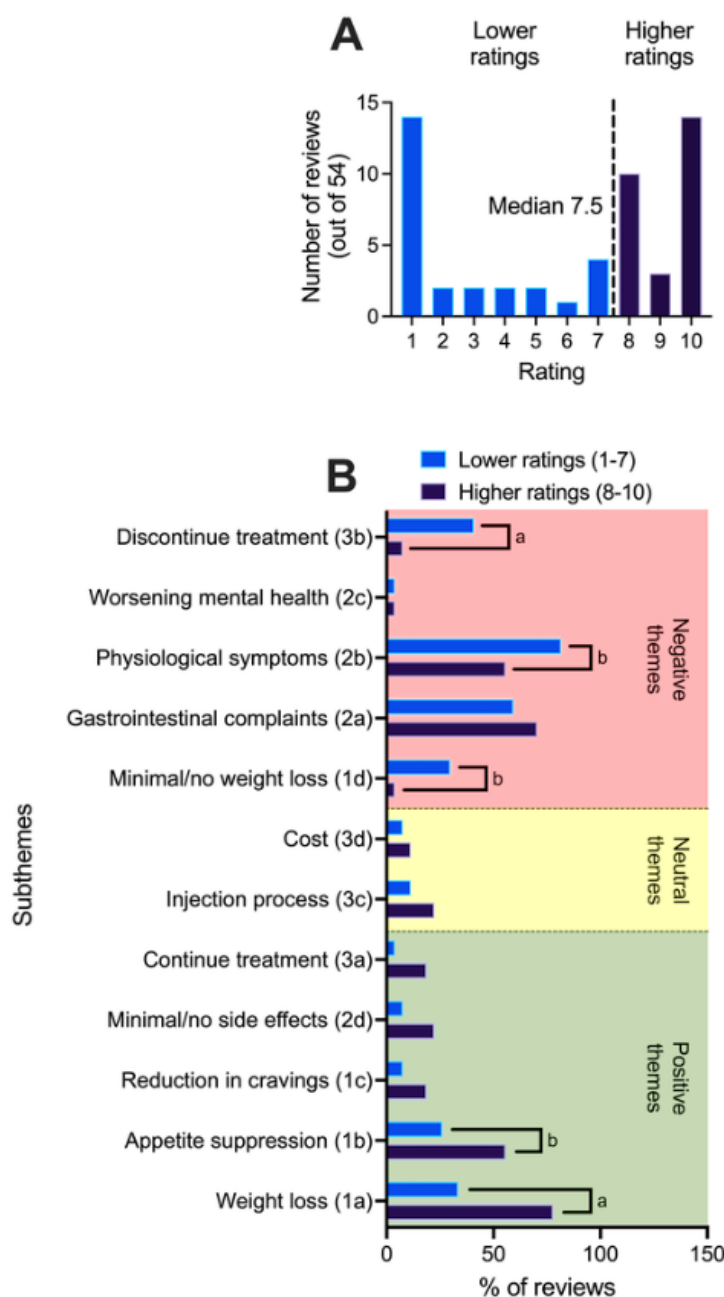 A
Lower
ratings
Higher
ratings
Number of reviews
(out of 54)
15
10
5
0
Median 7.5
1 2 3 4 5 6 7 8 9 10
Rating
B
Lower ratings (1-7)
Higher ratings (8-10)
Subthemes
Discontinue treatment (3b)
a
Worsening mental health (2c)
Physiological symptoms (2b)
b
Gastrointestinal complaints (2a)
Minimal/no weight loss (1d)
b
Negative
themes
Cost (3d)
Injection process (3c)
Neutral
themes
Continue treatment (3a)
Minimal/no side effects (2d)
Reduction in cravings (1c)
Appetite suppression (1b)
b
Weight loss (1a)
a
Positive
themes
0 50 100 150
% of reviews